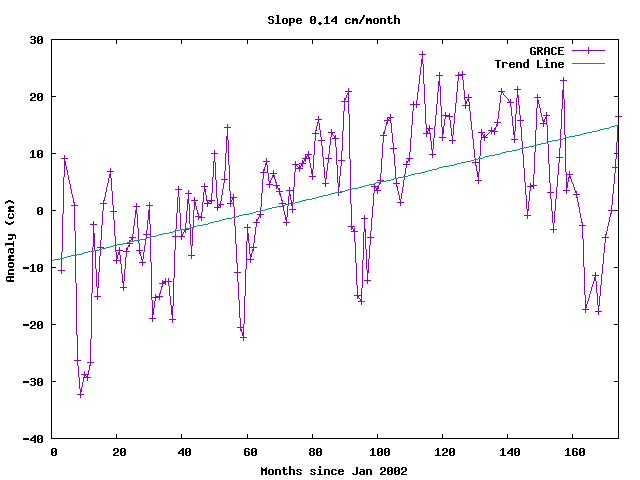 Slope 0.14 cm/month
GRACE
Trend Line
30
20
10
0
-10
-20
-30
-40
Anomaly (cm)
0 20 40 60 80 100 120 140 160
Months since Jan 2002